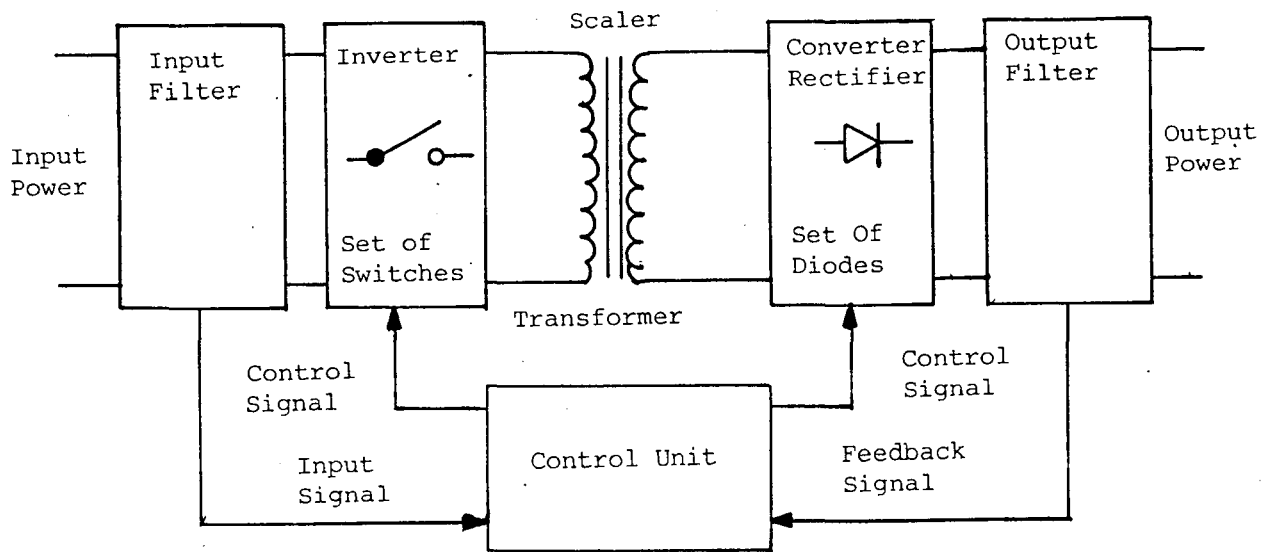 Scaler
Input
Filter
Inverter
Converter
Rectifier
Output
Filter
Input
Power
Output
Power
Set of
Switches
Set Of
Diodes
Transformer
Control
Signal
Control
Signal
Control Unit
Input
Signal
Feedback
Signal